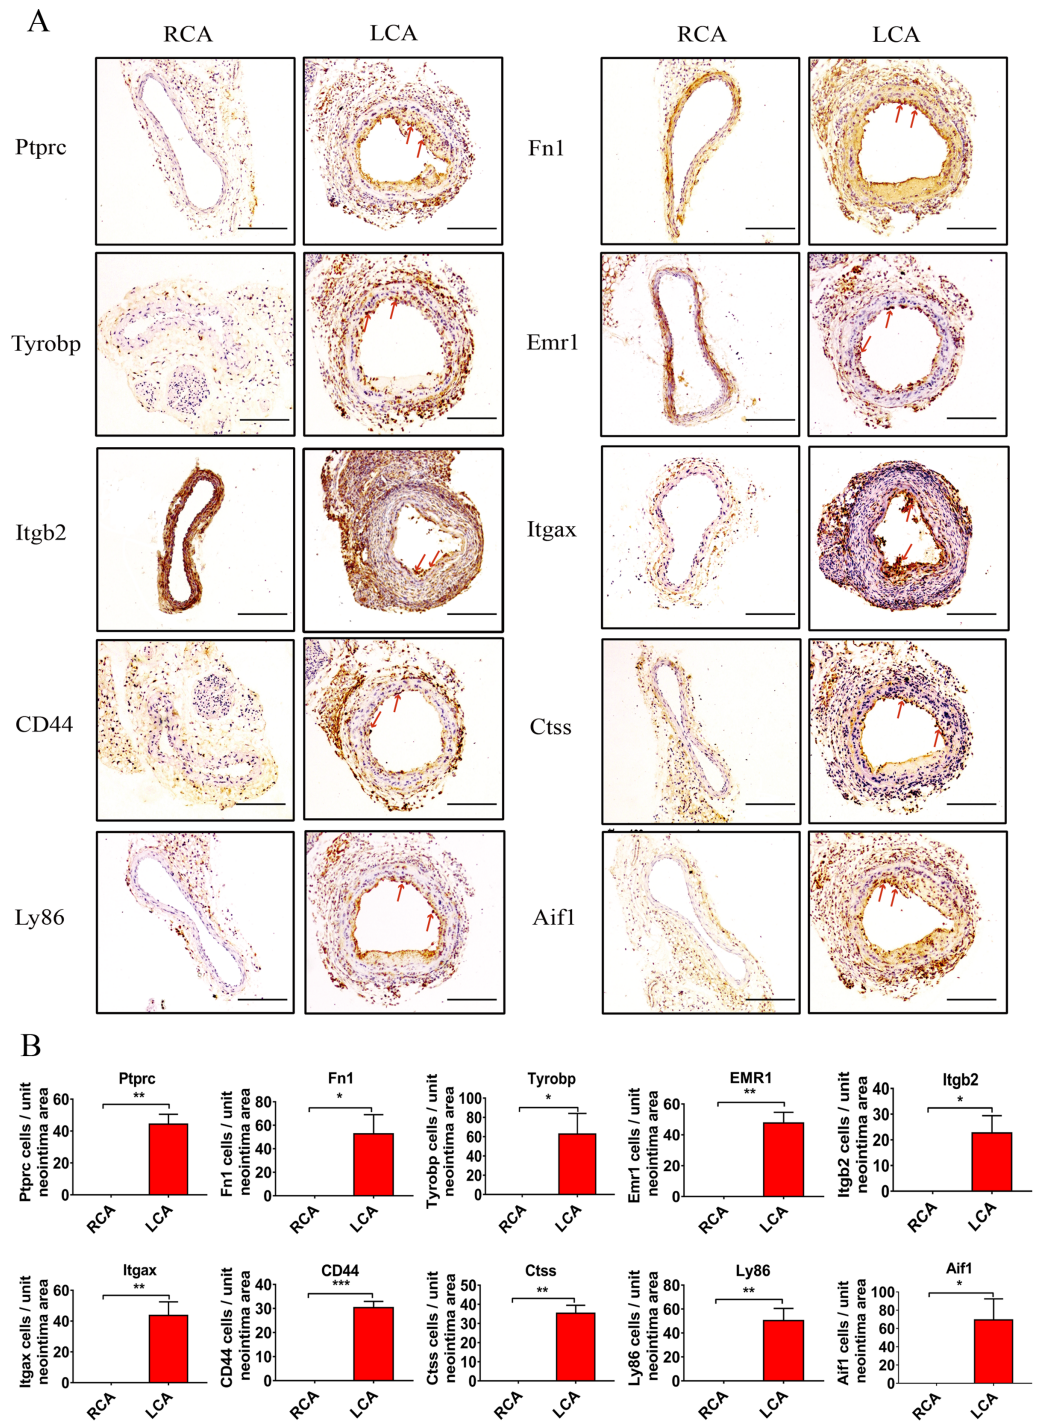 A
RCA LCA RCA LCA
Ptprc Fn1
Tyrobp Emr1
Itgb2 Itgax
CD44 Ctss
Ly86 Aif1
B
Ptprc
Ptprc cells / unit
neointima area
60
40
20
0
**
RCA LCA
Fn1
Fn1 cells / unit
neointima area
80
60
40
20
0
*
RCA LCA
Tyrobp
Tyrobp cells / unit
neointima area
100
80
60
40
20
0
*
RCA LCA
EMR1
Emr1 cells / unit
neointima area
60
40
20
0
**
RCA LCA
Itgb2
Itgb2 cells / unit
neointima area
40
30
20
10
0
*
RCA LCA
Itgax
Itgax cells / unit
neointima area
60
40
20
0
**
RCA LCA
CD44
CD44 cells / unit
neointima area
40
30
20
10
0
***
RCA LCA
Ctss
Ctss cells / unit
neointima area
50
40
30
20
10
0
**
RCA LCA
Ly86
Ly86 cells / unit
neointima area
80
60
40
20
0
**
RCA LCA
Aif1
Aif1 cells / unit
neointima area
100
80
60
40
20
0
*
RCA LCA